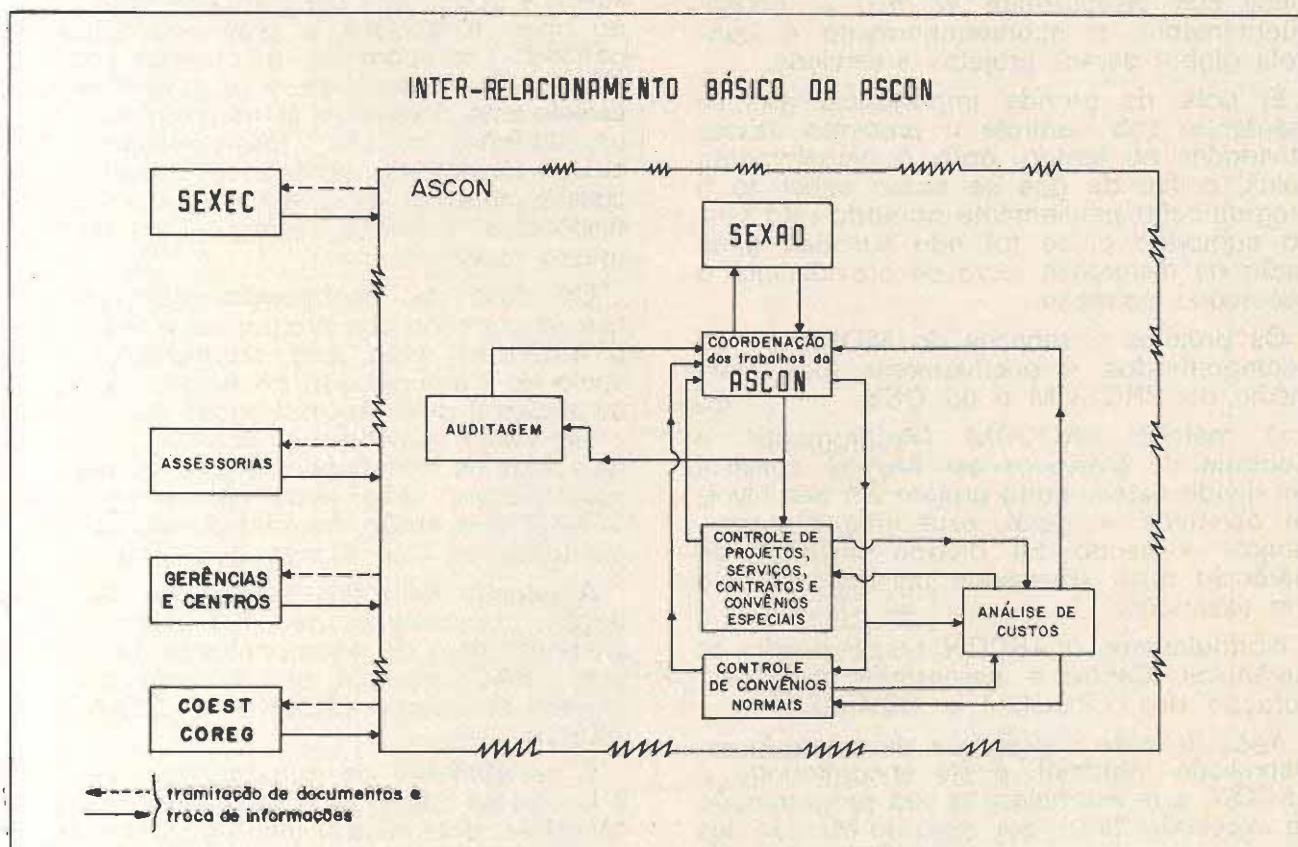 INTER-RELACIONAMENTO BÁSICO DA ASCON
SEXEC
ASCON
SEXAD
COORDENAÇÃO
dos trabalhos da
ASCON
AUDITAGEM
ASSESSORIAS
CONTROLE DE
PROJETOS,
SERVIÇOS,
CONTRATOS E
CONVÊNIOS
ESPECIAIS
GERÊNCIAS
E CENTROS
ANÁLISE DE
CUSTOS
CONTROLE
DE CONVÊNIOS
NORMAIS
COEST
COREG
tramitação de documentos e
troca de informações